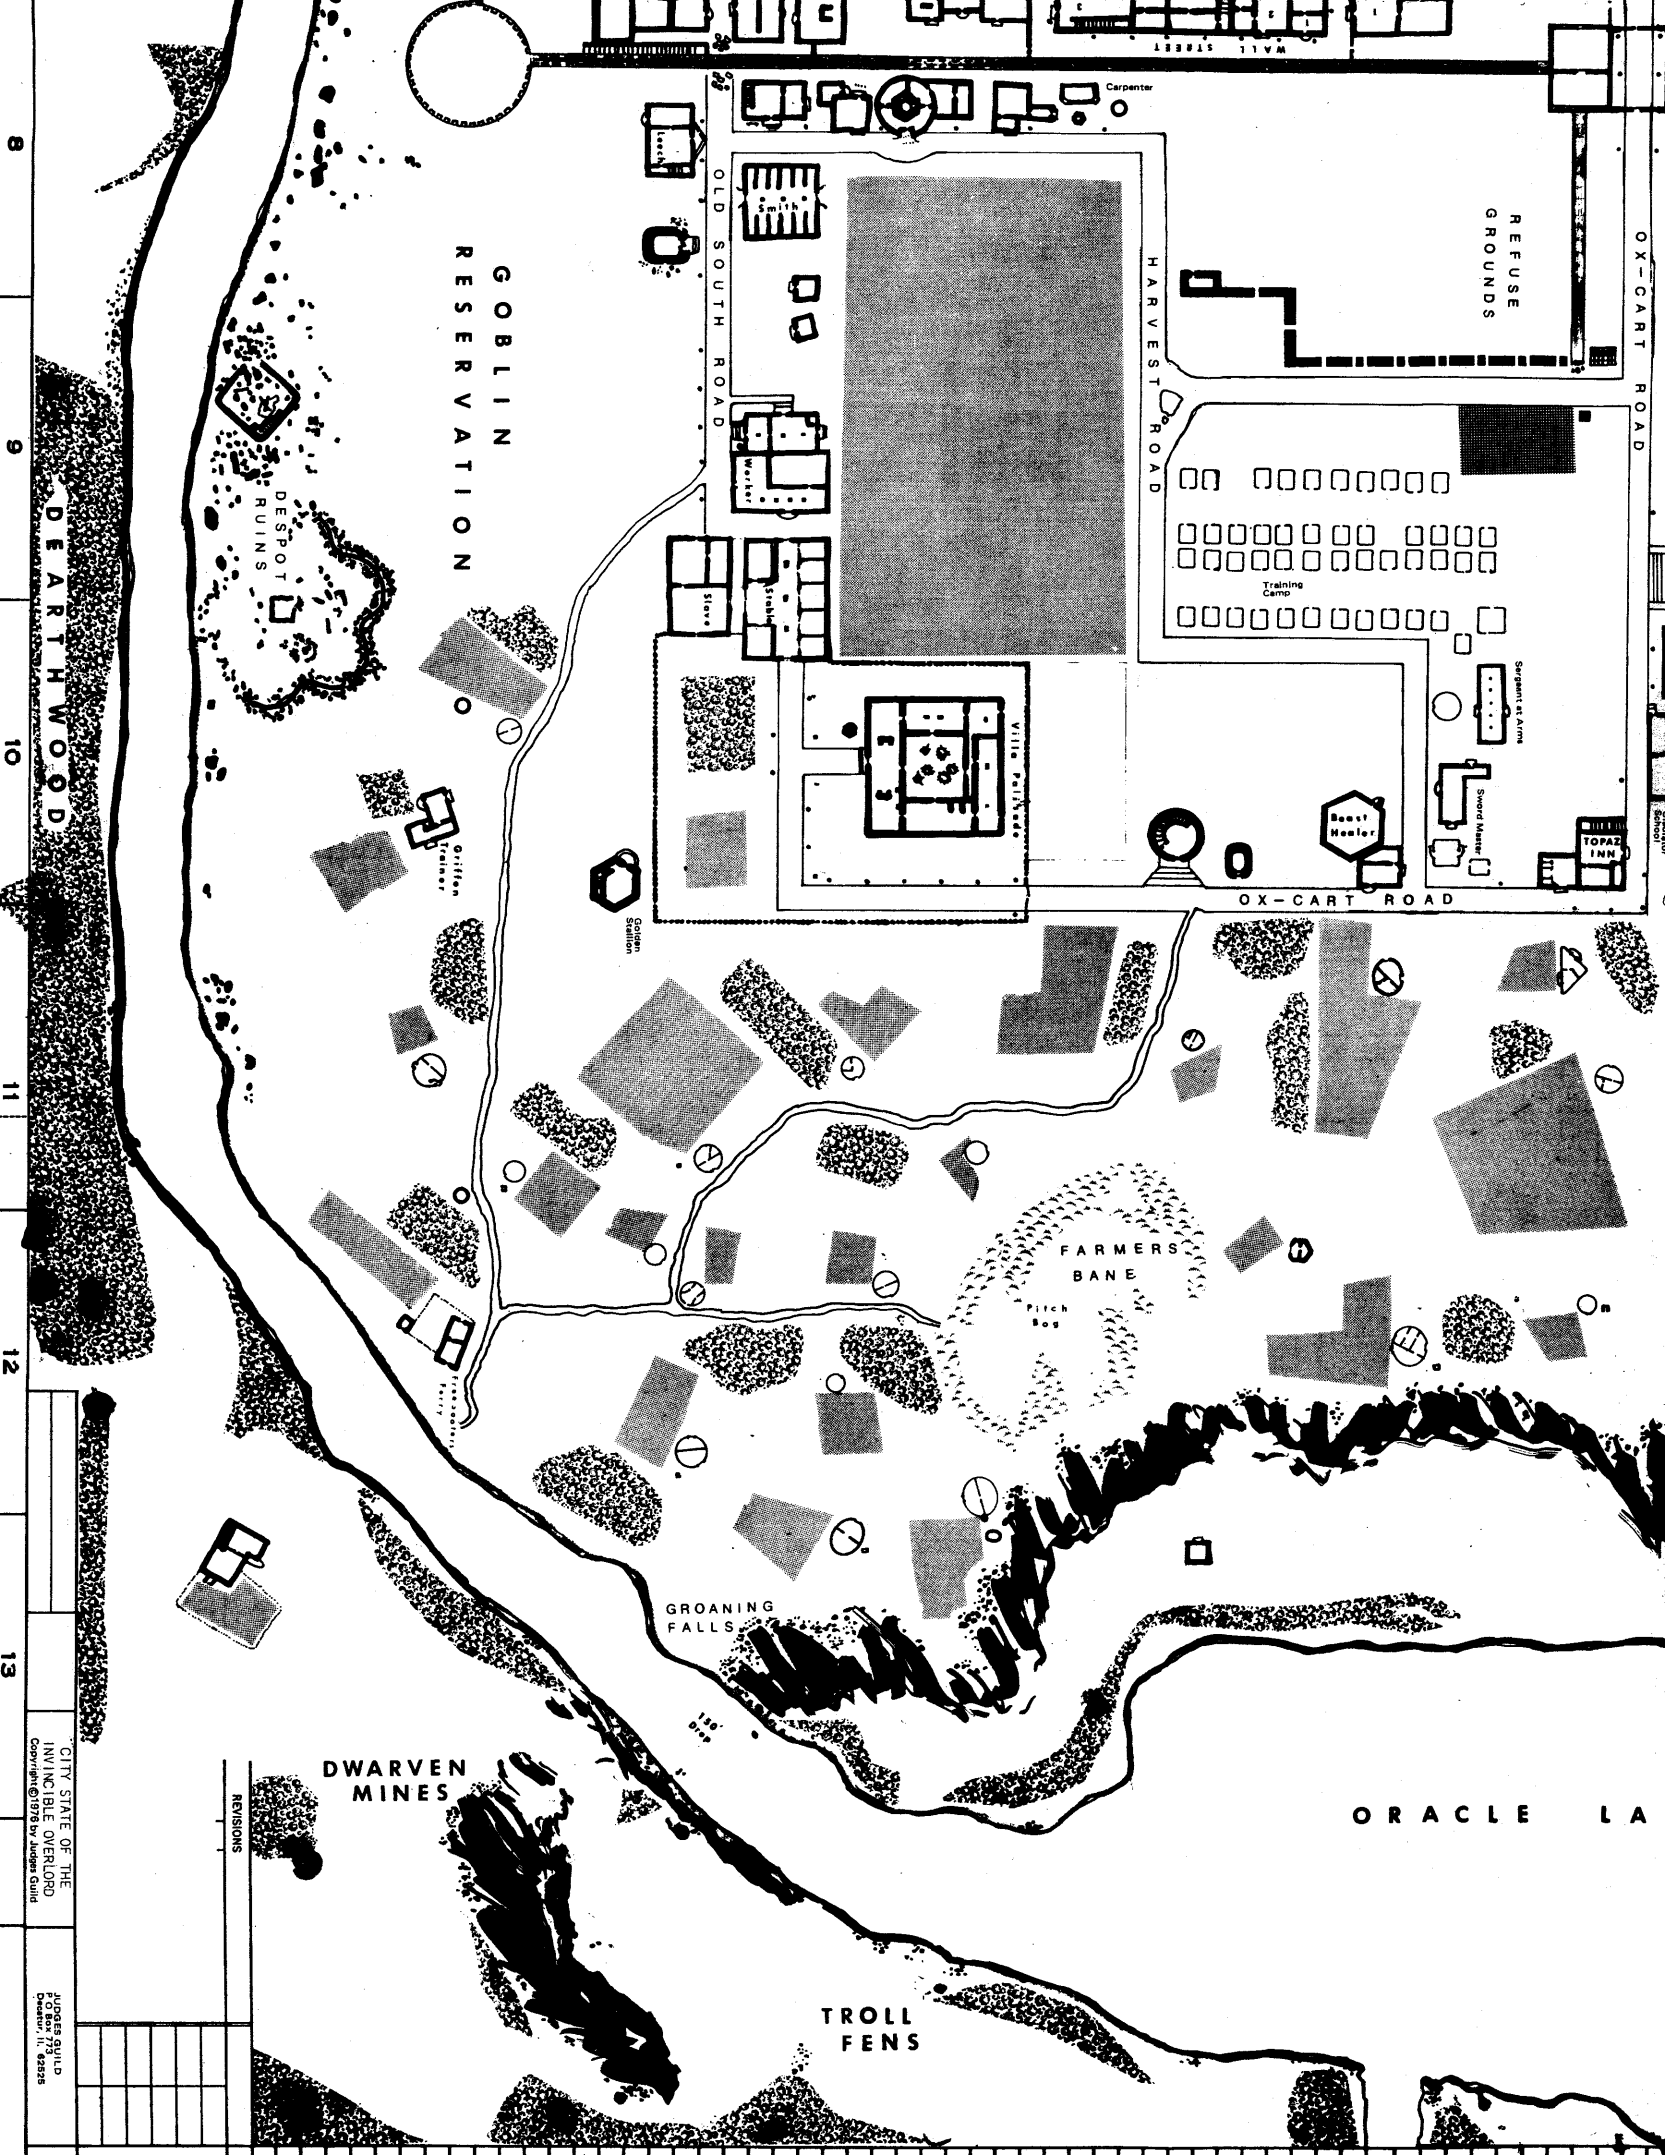 WALL STREET
Carpenter
8
Leech
OLD SOUTH ROAD
Smith
GOBLIN
RESERVATION
HARVEST ROAD
REFUSE
GROUNDS
OX-CART ROAD
9
Worker
DEARTHWOOD
DESPOT
RUINS
Slave
Stable
Training
Camp
Sergeant at Arms
10
Villa Palisade
Griffen
Trainer
Golden
Stallion
Beast
Healer
Sword Master
TOPAZ
INN
School
OX-CART ROAD
11
FARMERS
BANE
Pitch
Bog
12
Ferry
GROANING
FALLS
13
150'
Drop
DWARVEN
MINES
ORACLE LA
REVISIONS
CITY STATE OF THE
INVINCIBLE OVERLORD
Copyright © 1976 by Judges Guild
TROLL
FENS
JUDGES GUILD
P O Box 773
Decatur, Il. 62525